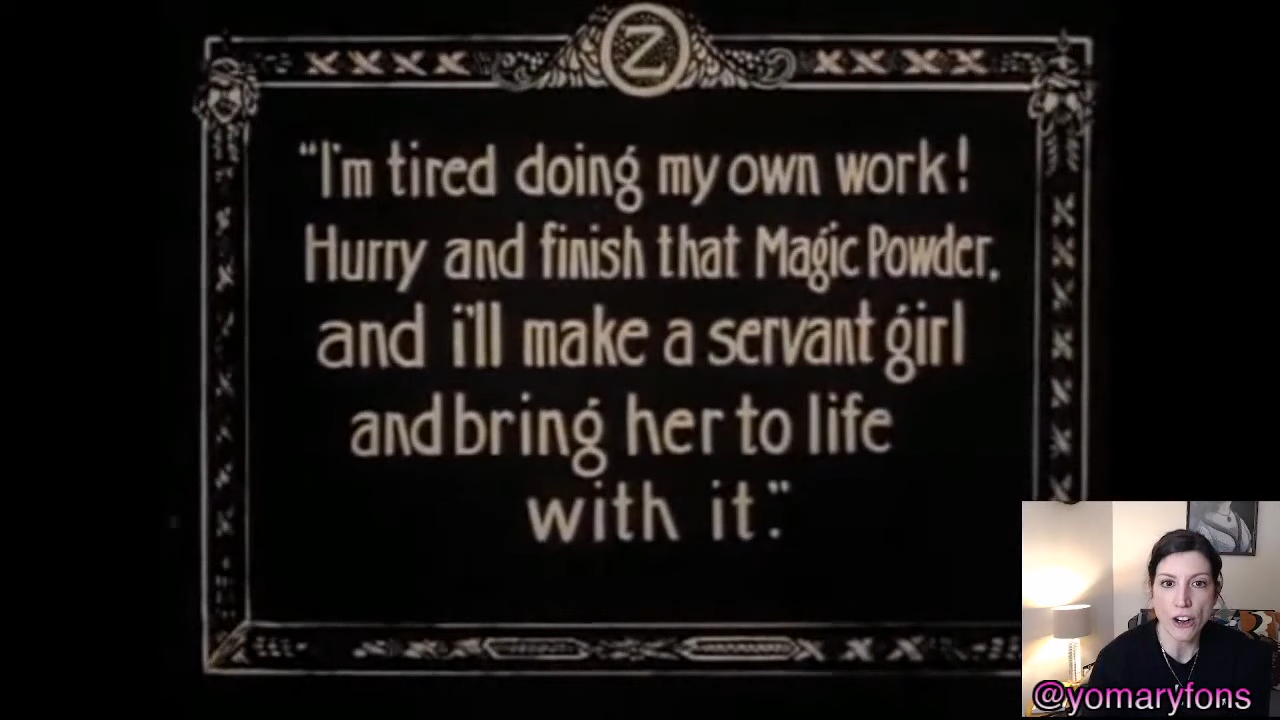 Z
"I'm tired doing my own work!
Hurry and finish that Magic Powder,
and i'll make a servant girl
and bring her to life
with it."
@yomaryfons